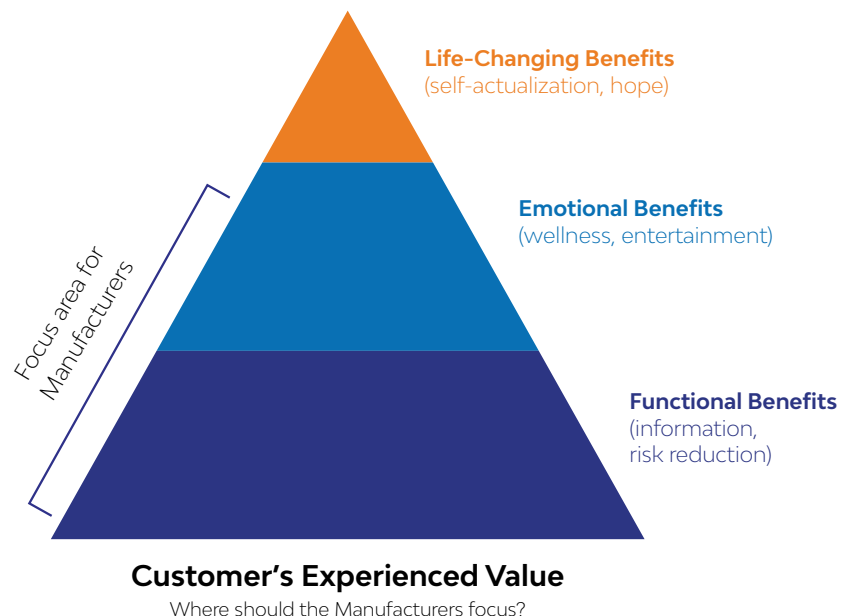 Life-Changing Benefits
(self-actualization, hope)
Emotional Benefits
(wellness, entertainment)
Focus area for
Manufacturers
Functional Benefits
(information,
risk reduction)
Customer's Experienced Value
Where should the Manufacturers focus?